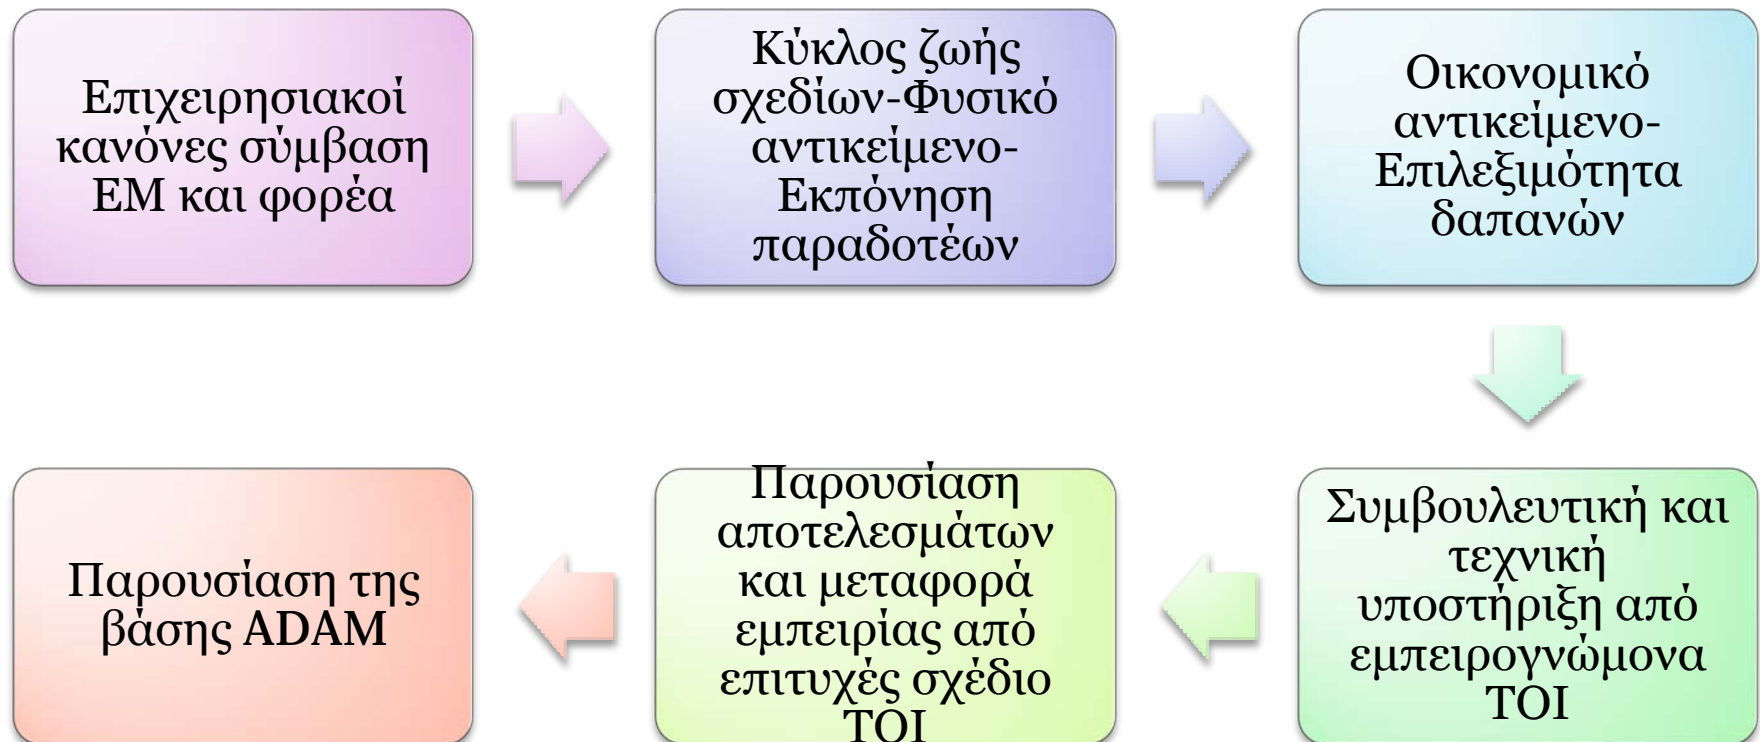 Επιχειρησιακοί
κανόνες σύμβαση
ΕΜ και φορέα
Κύκλος ζωής
σχεδίων-Φυσικό
αντικείμενο-
Εκπόνηση
παραδοτέων
Οικονομικό
αντικείμενο-
Επιλεξιμότητα
δαπανών
Συμβουλευτική και
τεχνική
υποστήριξη από
εμπειρογνώμονα
ΤΟΙ
Παρουσίαση
αποτελεσμάτων
και μεταφορά
εμπειρίας από
επιτυχές σχέδιο
ΤΟΙ
Παρουσίαση της
βάσης ADAM